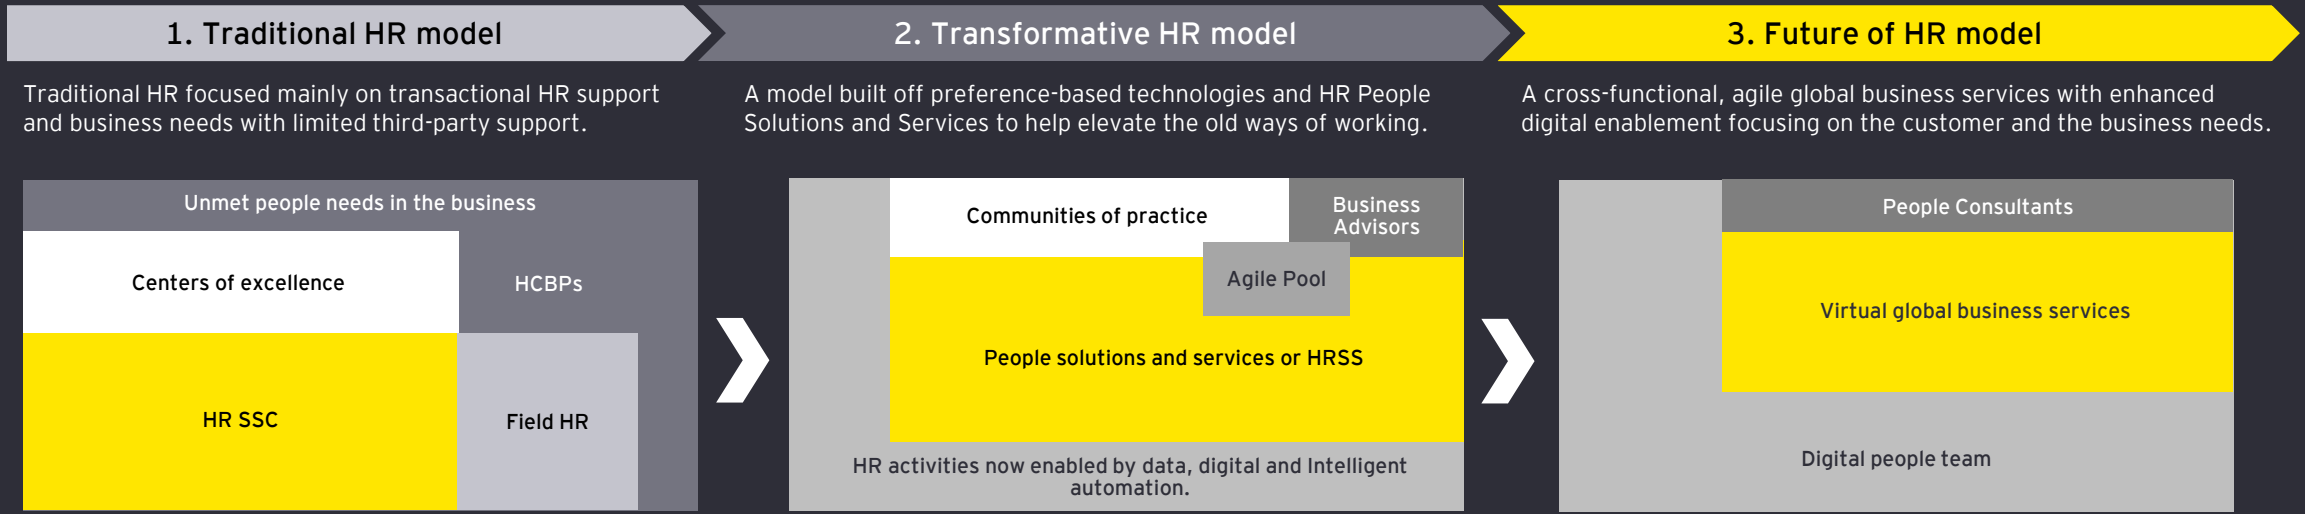 1. Traditional HR model
Traditional HR focused mainly on transactional HR support
and business needs with limited third-party support.
Unmet people needs in the business
Centers of excellence
HCBPs
HR SSC
Field HR
2. Transformative HR model
A model built off preference-based technologies and HR People
Solutions and Services to help elevate the old ways of working.
Communities of practice
Business
Advisors
Agile Pool
People solutions and services or HRSS
HR activities now enabled by data, digital and Intelligent
automation.
3. Future of HR model
A cross-functional, agile global business services with enhanced
digital enablement focusing on the customer and the business needs.
People Consultants
Virtual global business services
Digital people team